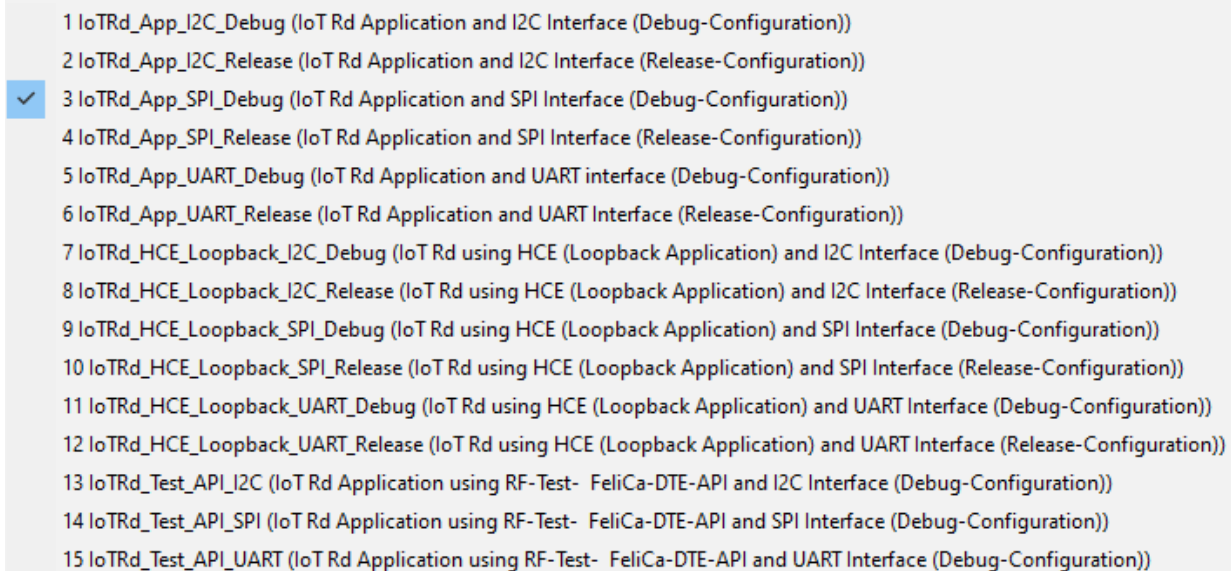 1 IoTRd_App_I2C_Debug (IoT Rd Application and I2C Interface (Debug-Configuration))
2 IoTRd_App_I2C_Release (IoT Rd Application and I2C Interface (Release-Configuration))
3 IoTRd_App_SPI_Debug (IoT Rd Application and SPI Interface (Debug-Configuration))
4 IoTRd_App_SPI_Release (IoT Rd Application and SPI Interface (Release-Configuration))
5 IoTRd_App_UART_Debug (IoT Rd Application and UART interface (Debug-Configuration))
6 IoTRd_App_UART_Release (IoT Rd Application and UART Interface (Release-Configuration))
7 IoTRd_HCE_Loopback_I2C_Debug (IoT Rd using HCE (Loopback Application) and I2C Interface (Debug-Configuration))
8 IoTRd_HCE_Loopback_I2C_Release (IoT Rd using HCE (Loopback Application) and I2C Interface (Release-Configuration))
9 IoTRd_HCE_Loopback_SPI_Debug (IoT Rd using HCE (Loopback Application) and SPI Interface (Debug-Configuration))
10 IoTRd_HCE_Loopback_SPI_Release (IoT Rd using HCE (Loopback Application) and SPI Interface (Release-Configuration))
11 IoTRd_HCE_Loopback_UART_Debug (IoT Rd using HCE (Loopback Application) and UART Interface (Debug-Configuration))
12 IoTRd_HCE_Loopback_UART_Release (IoT Rd using HCE (Loopback Application) and UART Interface (Release-Configuration))
13 IoTRd_Test_API_I2C (IoT Rd Application using RF-Test-  FeliCa-DTE-API and I2C Interface (Debug-Configuration))
14 IoTRd_Test_API_SPI (IoT Rd Application using RF-Test-  FeliCa-DTE-API and SPI Interface (Debug-Configuration))
15 IoTRd_Test_API_UART (IoT Rd Application using RF-Test-  FeliCa-DTE-API and UART Interface (Debug-Configuration))